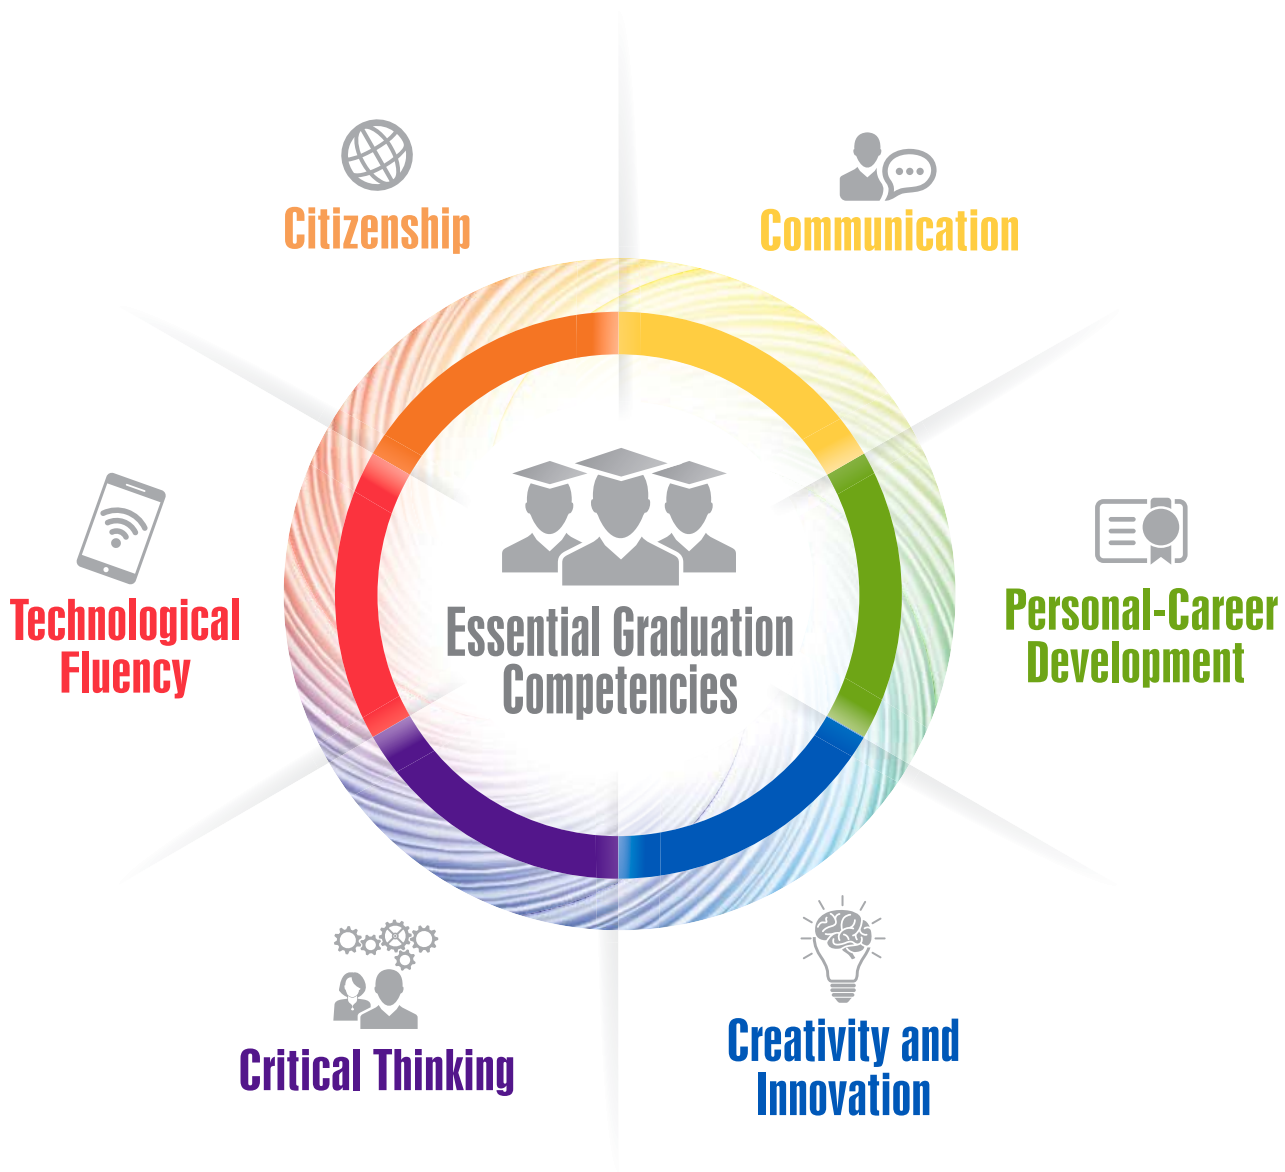 Citizenship
Communication
Technological
Fluency
Essential Graduation
Competencies
Personal-Career
Development
Critical Thinking
Creativity and
Innovation